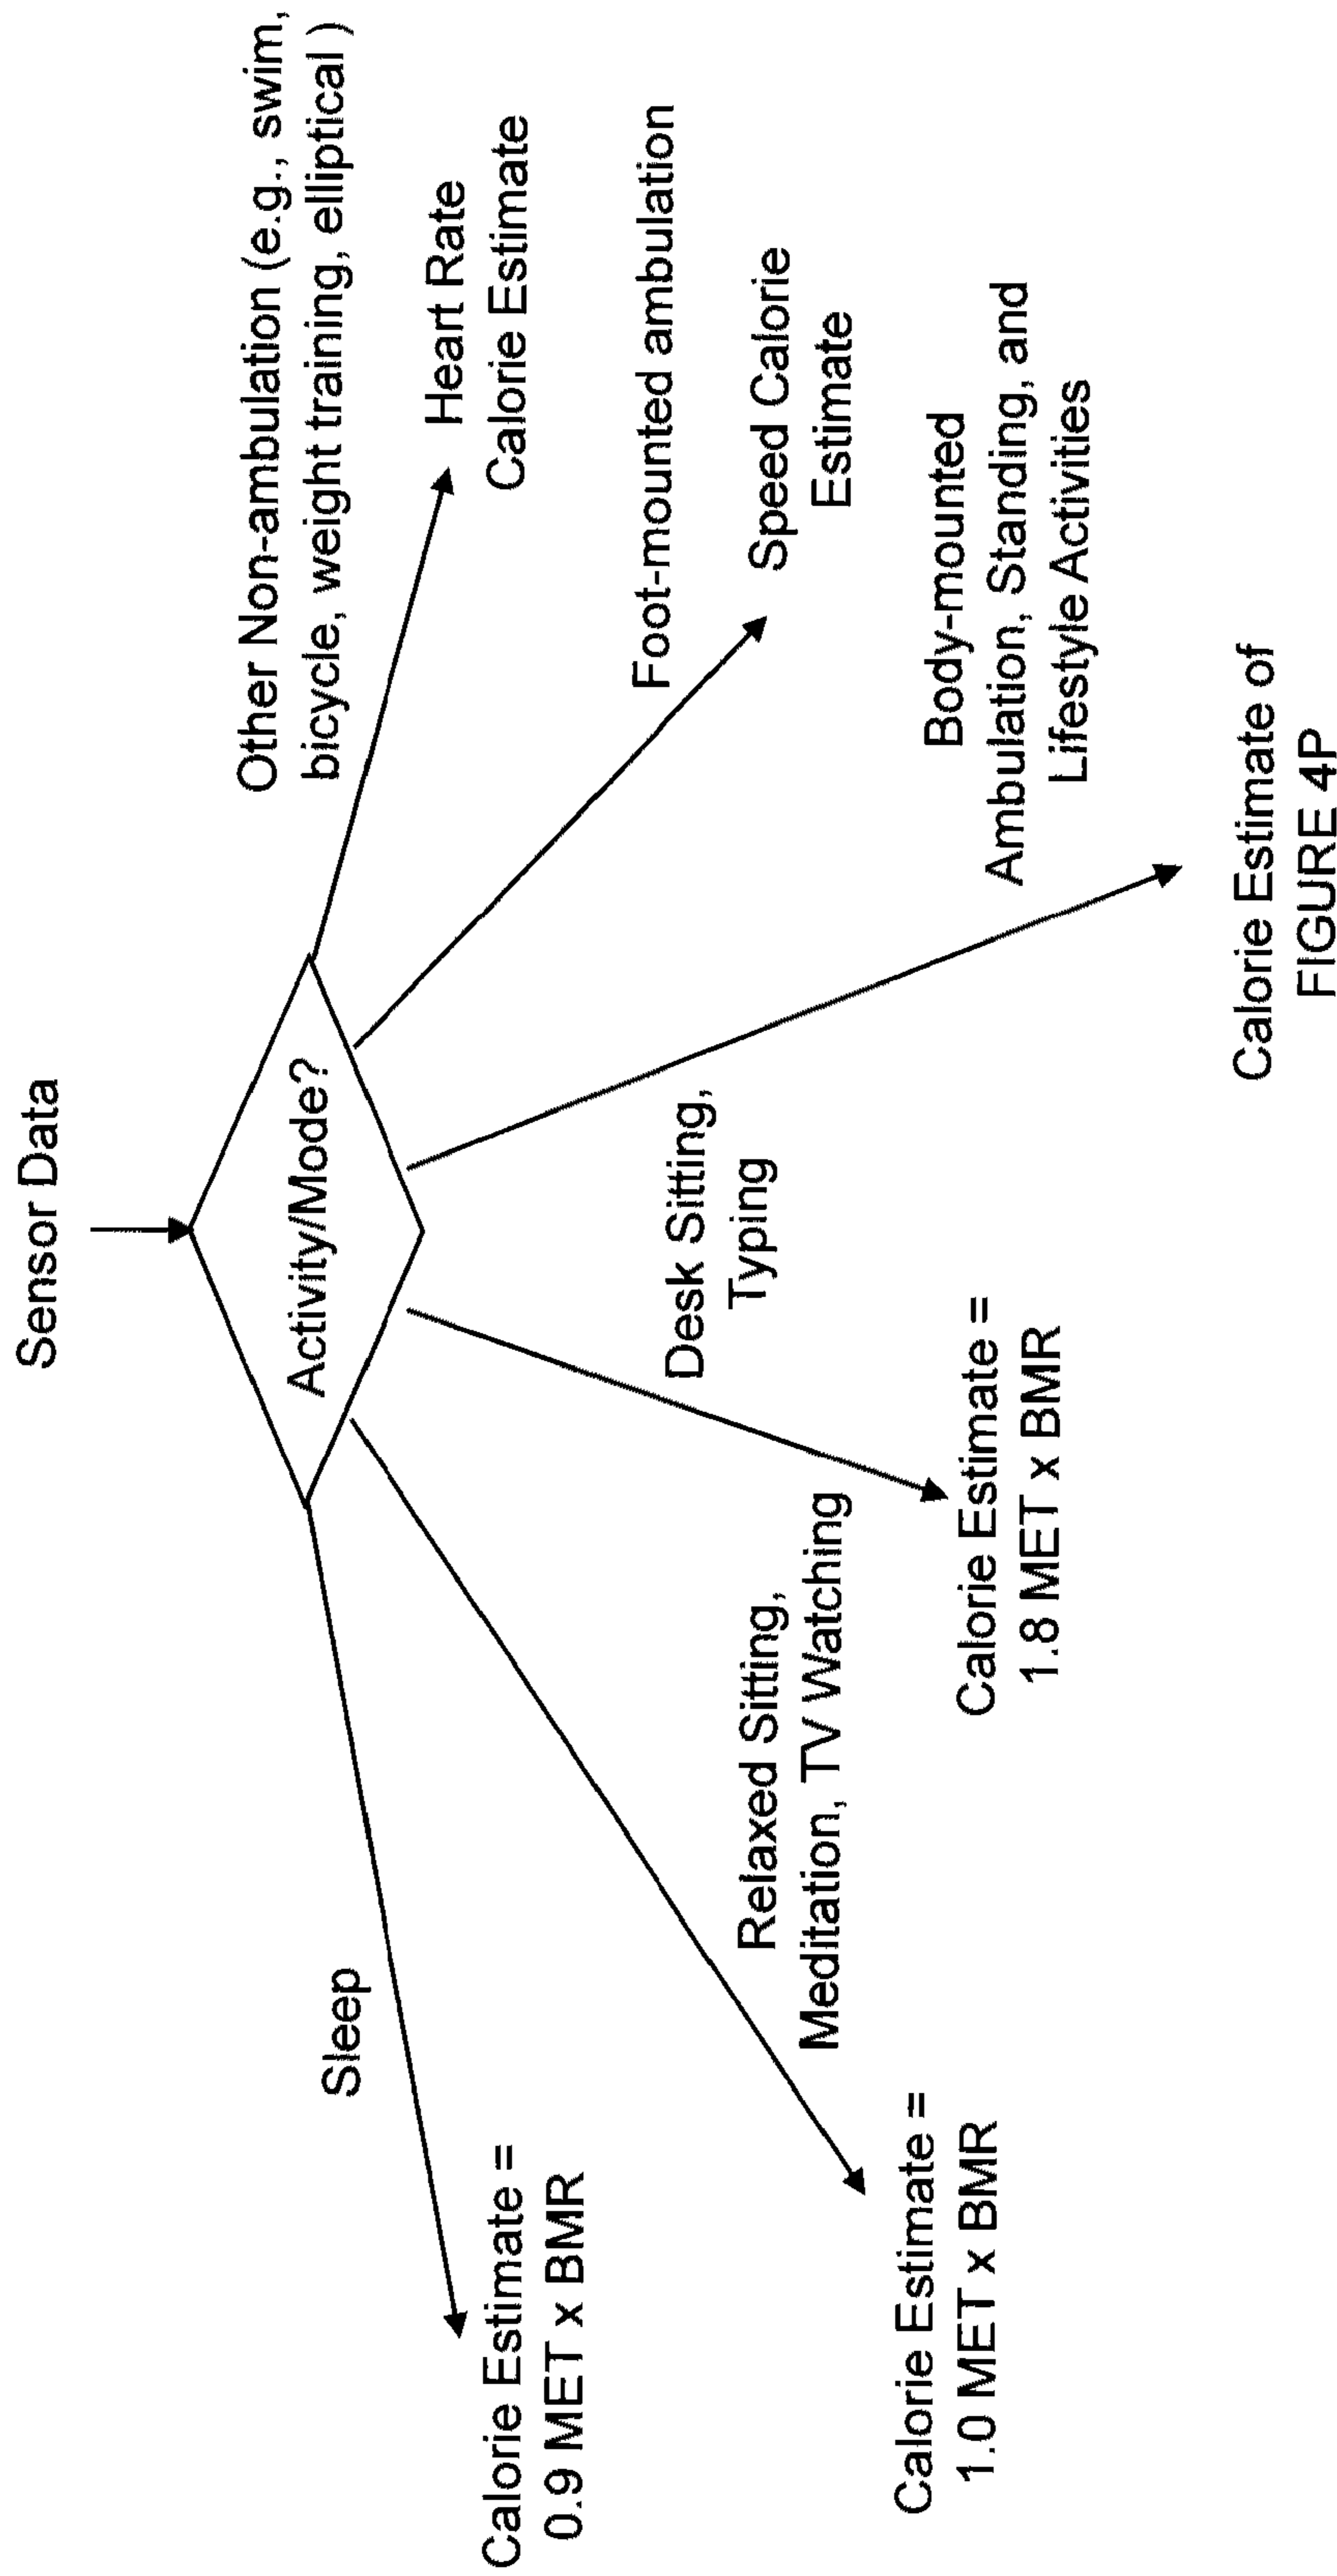 Sensor Data
Activity/Mode?
Sleep
Calorie Estimate =
0.9 MET x BMR
Relaxed Sitting,
Meditation, TV Watching
Calorie Estimate =
1.0 MET x BMR
Desk Sitting,
Typing
Calorie Estimate =
1.8 MET x BMR
Body-mounted
Ambulation, Standing, and
Lifestyle Activities
Calorie Estimate of
FIGURE 4P
Foot-mounted ambulation
Speed Calorie
Estimate
Other Non-ambulation (e.g., swim,
bicycle, weight training, elliptical )
Heart Rate
Calorie Estimate